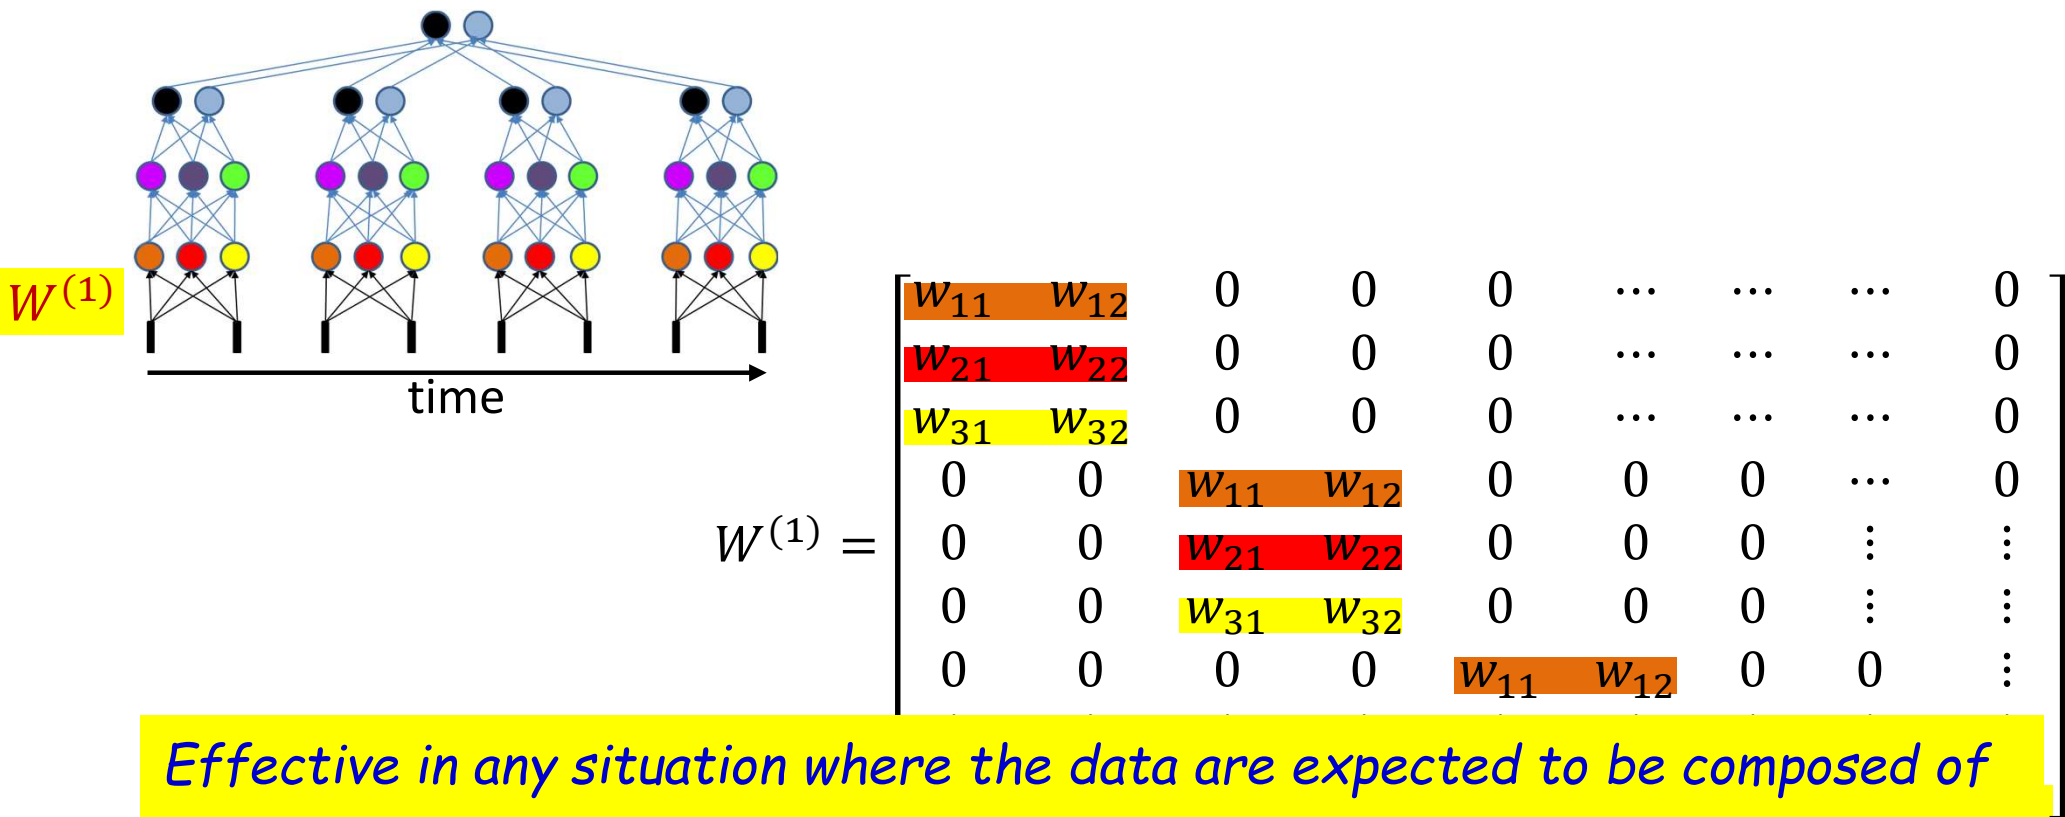 W^(1)
time
w₁₁ w₁₂ 0 0 0 ⋯ ⋯ ⋯ 0
w₂₁ w₂₂ 0 0 0 ⋯ ⋯ ⋯ 0
w₃₁ w₃₂ 0 0 0 ⋯ ⋯ ⋯ 0
0 0 w₁₁ w₁₂ 0 0 0 ⋯ 0
W^(1) = 0 0 w₂₁ w₂₂ 0 0 0 ⋮ ⋮
0 0 w₃₁ w₃₂ 0 0 0 ⋮ ⋮
0 0 0 0 w₁₁ w₁₂ 0 0 ⋮
Effective in any situation where the data are expected to be composed of